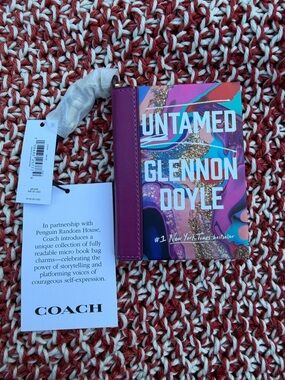 UNTAMED
GLENNON
DOYLE
#1 New York Times bestseller
In partnership with
Penguin Random House,
Coach introduces a
unique collection of fully
readable micro book bag
charms—celebrating the
power of storytelling and
platforming voices of
courageous self-expression.
COACH